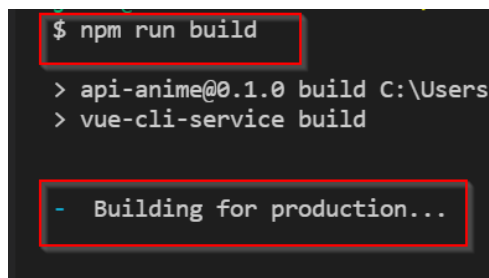 $ npm run build
> api-anime@0.1.0 build C:\Users
> vue-cli-service build
- Building for production...